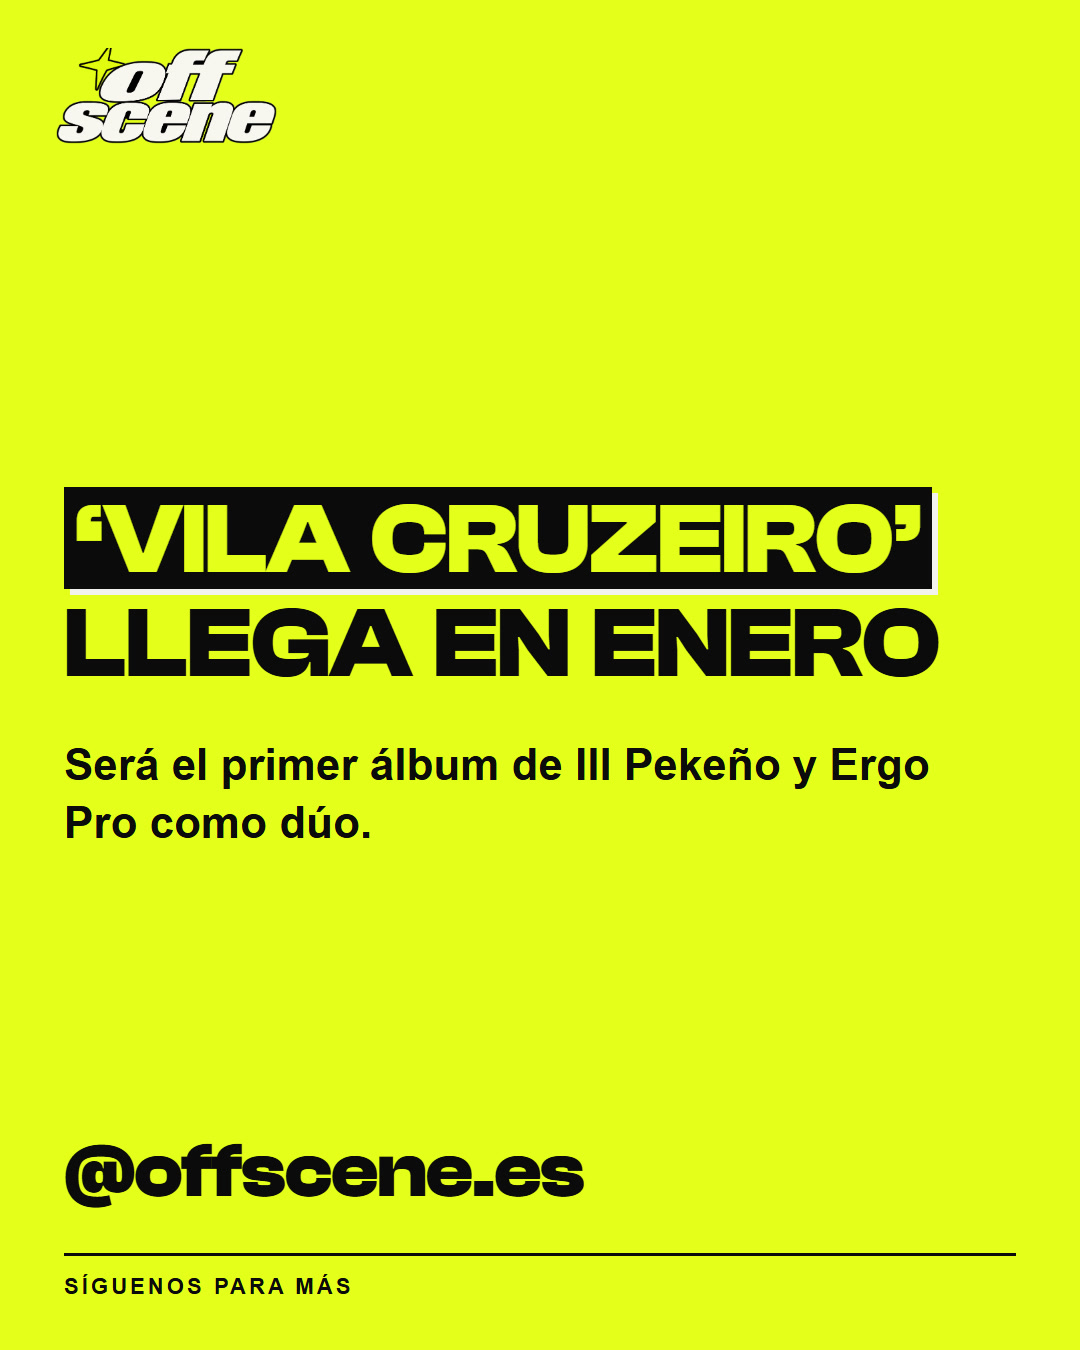 off
scene
‘VILA CRUZEIRO’
LLEGA EN ENERO
Será el primer álbum de Ill Pekeño y Ergo
Pro como dúo.
@offscene.es
SÍGUENOS PARA MÁS